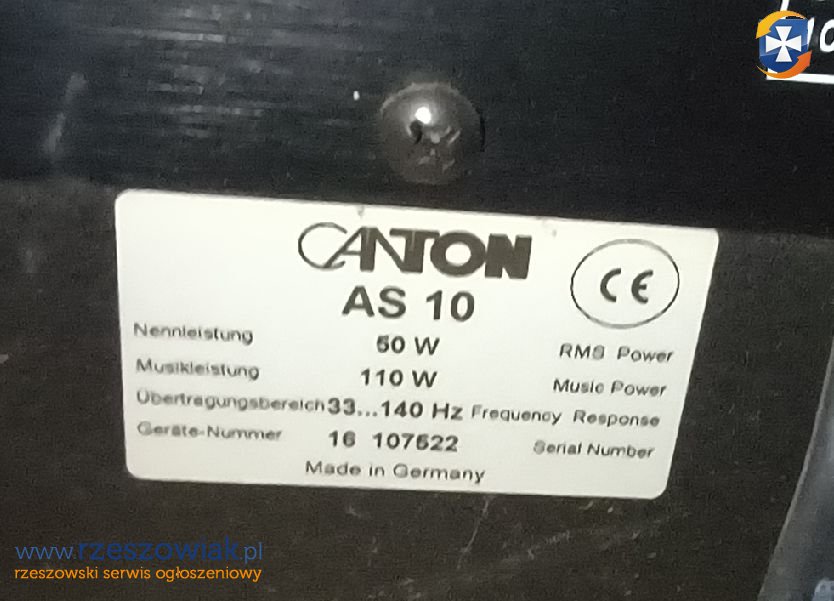 CANTON
CE
AS 10
Nennleistung 50 W RMS Power
Musikleistung 110 W Music Power
Übertragungsbereich 33...140 Hz Frequency Response
Geräte-Nummer 16 107522 Serial Number
Made in Germany
www.rzeszowiak.pl
rzeszowski serwis ogłoszeniowy